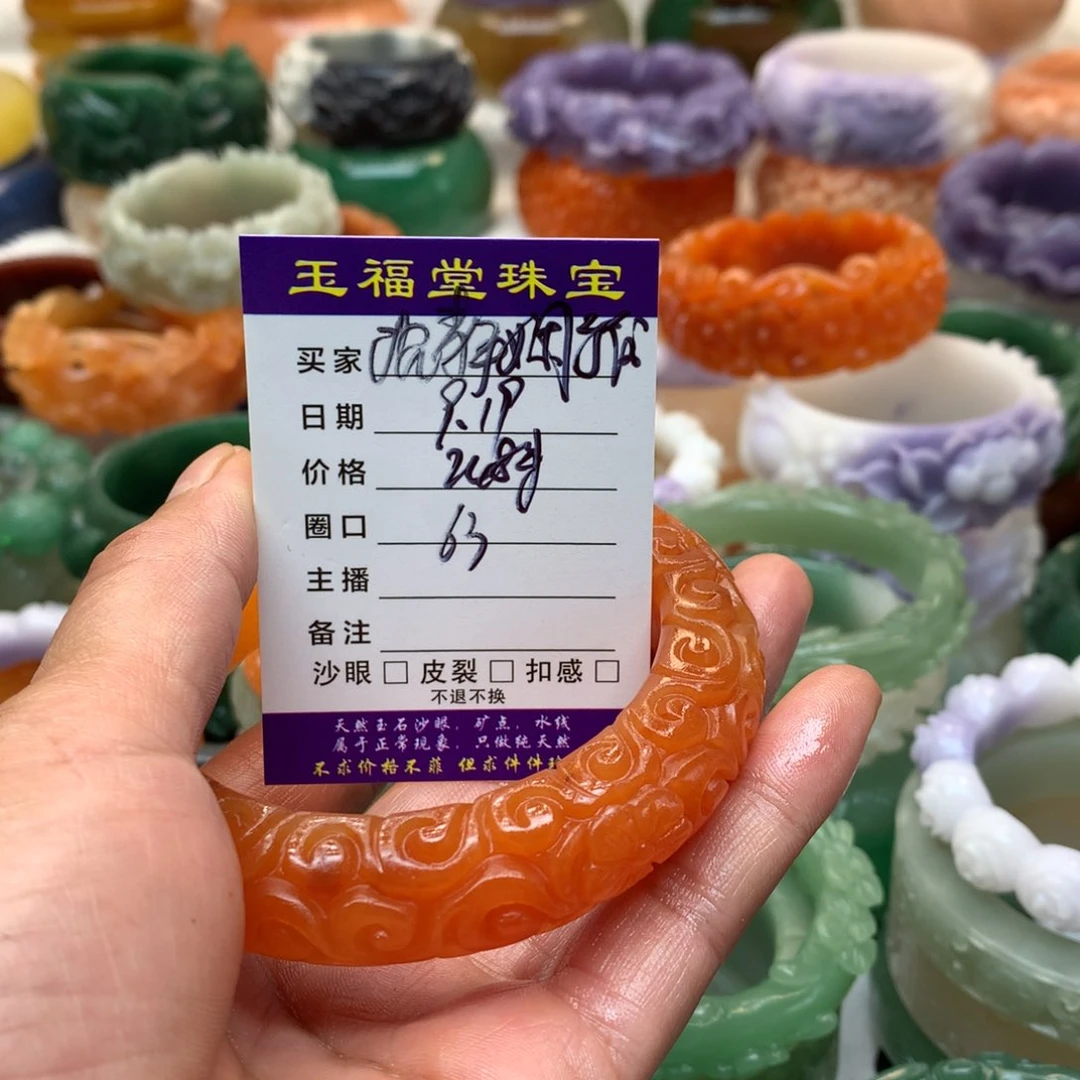 玉福堂珠宝
买家
日期 9.19
价格
圈口 63
主播
备注
沙眼 □ 皮裂 □ 扣感 □
不退不换
天然玉石沙眼、矿点、水线
属于正常现象，只做纯天然
不求价格不菲 但求件件